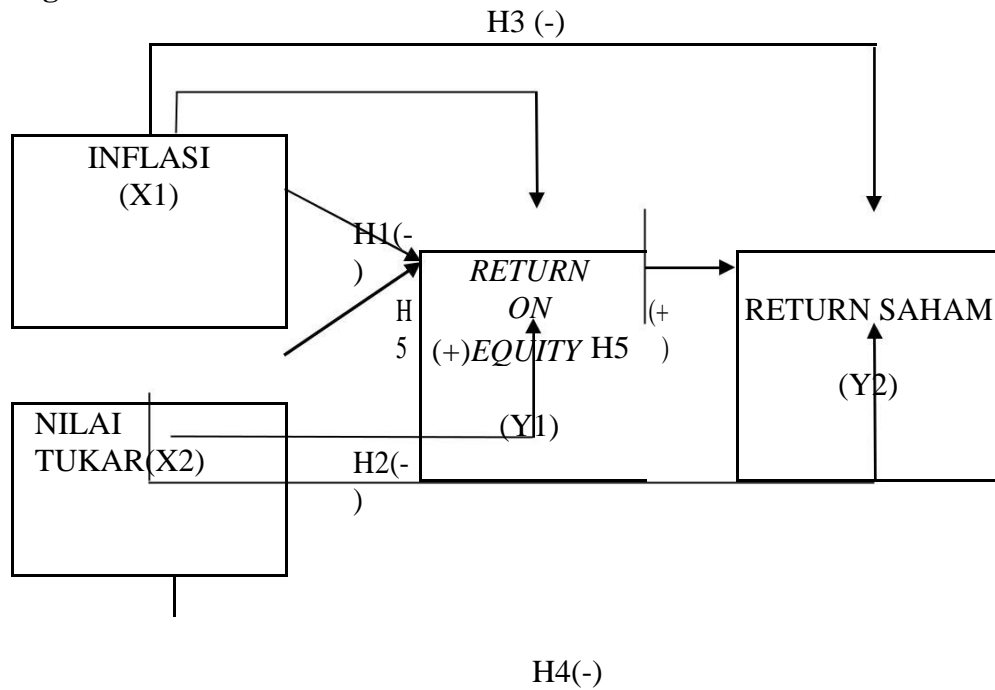 H3 (-)
INFLASI
(X1)
H1(-
)
RETURN
ON
EQUITY
(Y1)
H
5
(+)
H5
(+
)
RETURN SAHAM
(Y2)
NILAI
TUKAR(X2)
H2(-
)
H4(-)